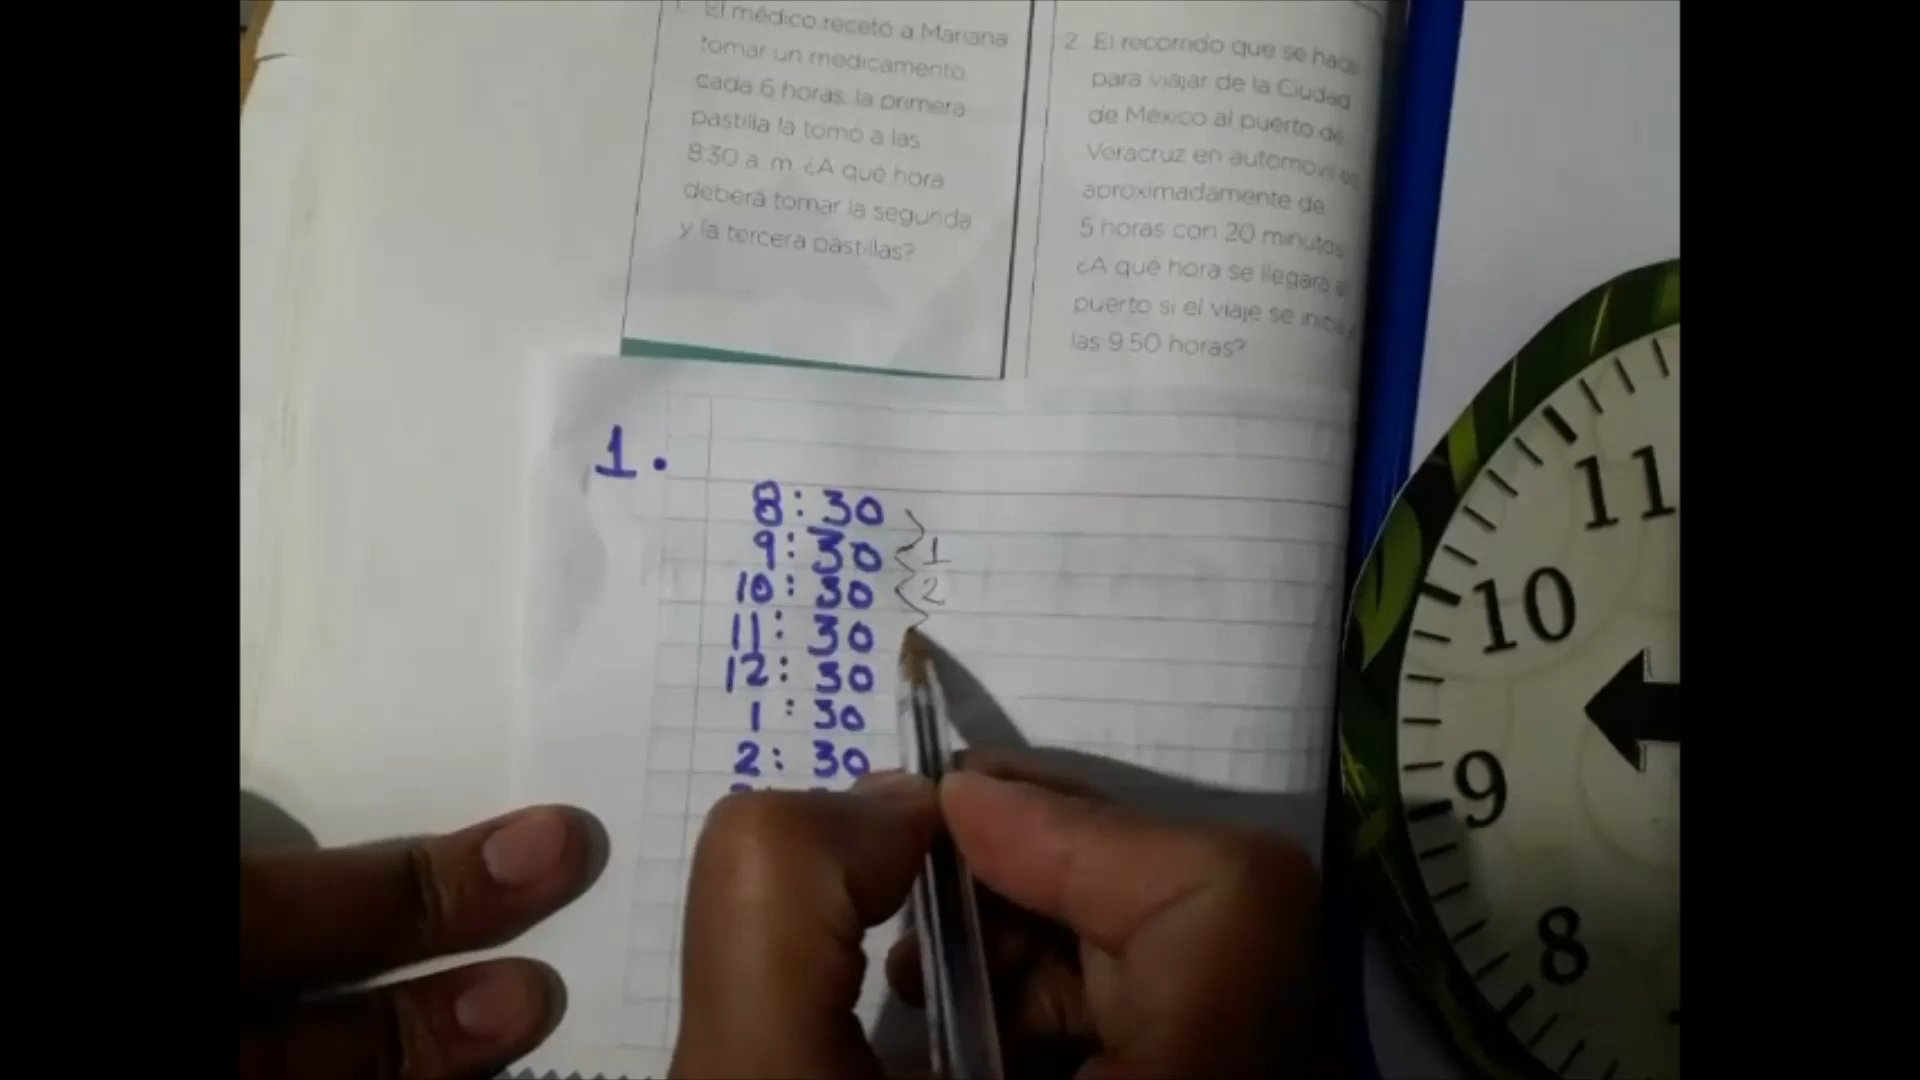 1. El médico recetó a Mariana
tomar un medicamento
cada 6 horas, la primera
pastilla la tomó a las
8:30 a. m. ¿A qué hora
deberá tomar la segunda
y la tercera pastillas?
2. El recorrido que se hace
para viajar de la Ciudad
de México al puerto de
Veracruz en automóvil es
aproximadamente de
5 horas con 20 minutos
¿A qué hora se llegará
puerto si el viaje se inicia
las 9:50 horas?
1.
8:30
9:30 1
10:30 2
11:30
12:30
1:30
2:30
11
10
9
8